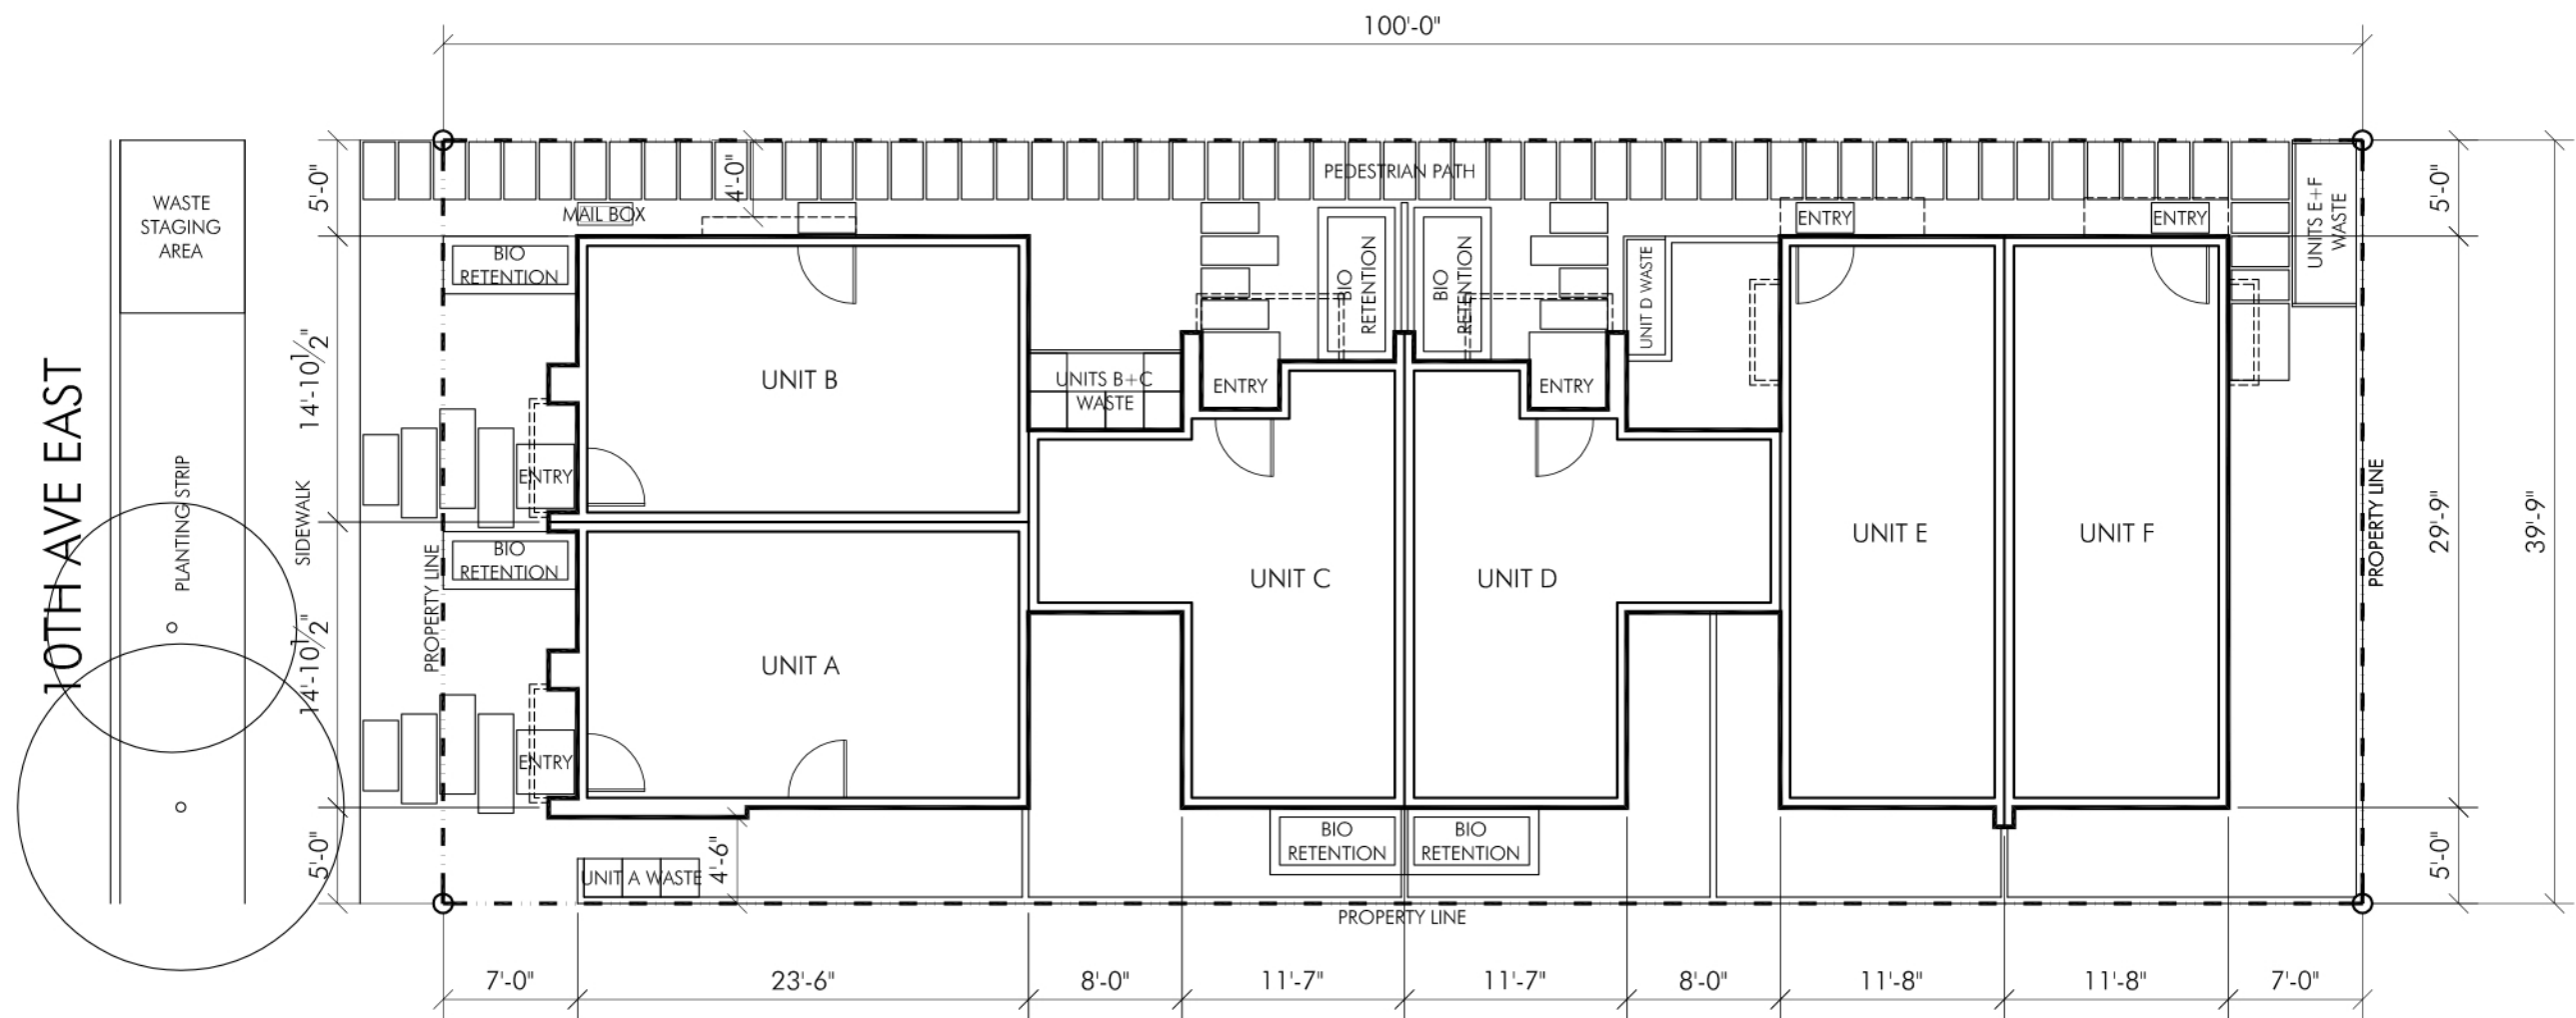 100'-0"
5'-0"
4'-0"
PEDESTRIAN PATH
5'-0"
WASTE
STAGING
AREA
MAIL BOX
ENTRY
ENTRY
UNITS E+F
WASTE
BIO
RETENTION
BIO
RETENTION
BIO
RETENTION
UNIT D WASTE
14'-10 1/2"
UNIT B
UNITS B+C
WASTE
ENTRY
ENTRY
10TH AVE EAST
PLANTING STRIP
SIDEWALK
ENTRY
PROPERTY LINE
BIO
RETENTION
UNIT C
UNIT D
UNIT E
UNIT F
PROPERTY LINE
29'-9"
39'-9"
14'-10 1/2"
UNIT A
ENTRY
5'-0"
UNIT A WASTE
4'-6"
BIO
RETENTION
BIO
RETENTION
5'-0"
PROPERTY LINE
7'-0"
23'-6"
8'-0"
11'-7"
11'-7"
8'-0"
11'-8"
11'-8"
7'-0"